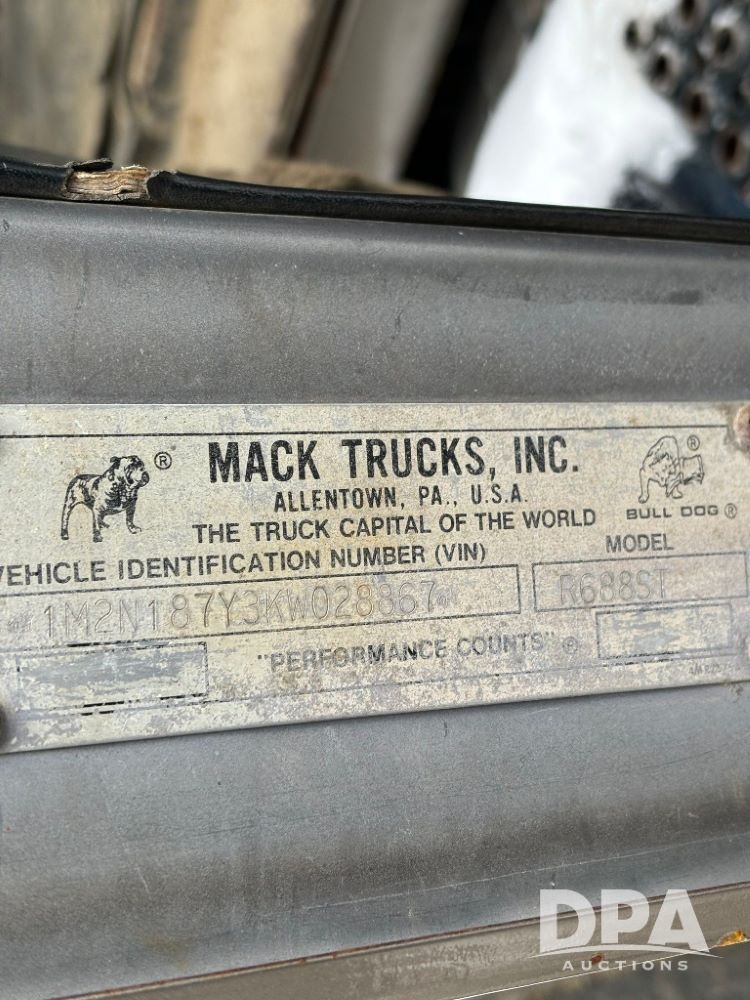 MACK TRUCKS, INC.
ALLENTOWN, PA., U.S.A.
THE TRUCK CAPITAL OF THE WORLD
BULL DOG ®
VEHICLE IDENTIFICATION NUMBER (VIN)
MODEL
1M2N187Y3KW028867
R688ST
"PERFORMANCE COUNTS" ®
DPA
AUCTIONS